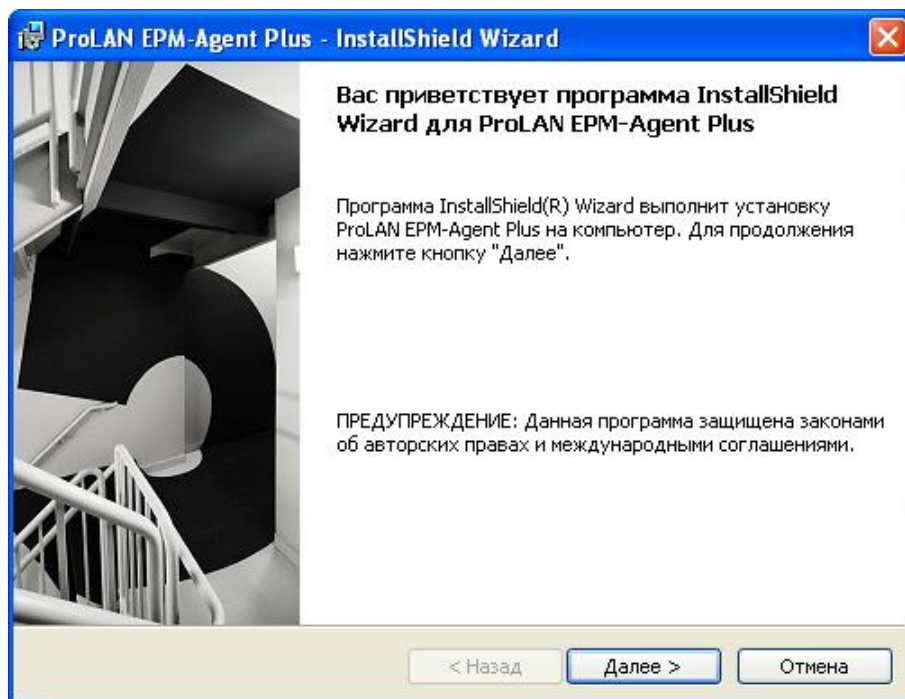 ProLAN EPM-Agent Plus - InstallShield Wizard
Вас приветствует программа InstallShield
Wizard для ProLAN EPM-Agent Plus
Программа InstallShield(R) Wizard выполнит установку
ProLAN EPM-Agent Plus на компьютер. Для продолжения
нажмите кнопку "Далее".
ПРЕДУПРЕЖДЕНИЕ: Данная программа защищена законами
об авторских правах и международными соглашениями.
< Назад
Далее >
Отмена